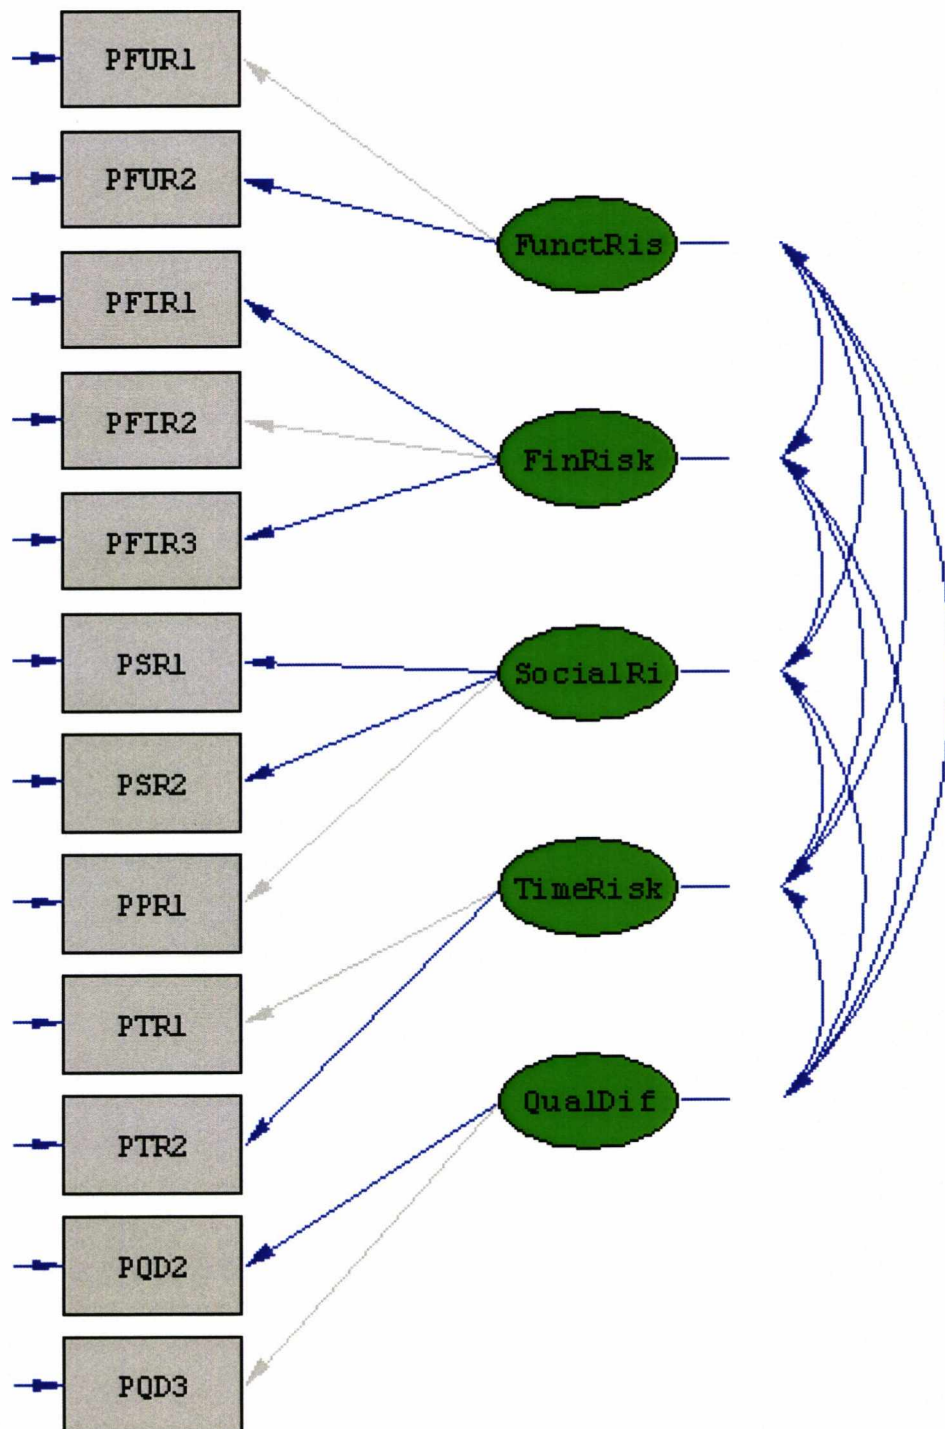 PFUR1
PFUR2
FunctRis
PFIR1
PFIR2
FinRisk
PFIR3
PSR1
SocialRi
PSR2
PPR1
TimeRisk
PTR1
PTR2
QualDif
PQD2
PQD3